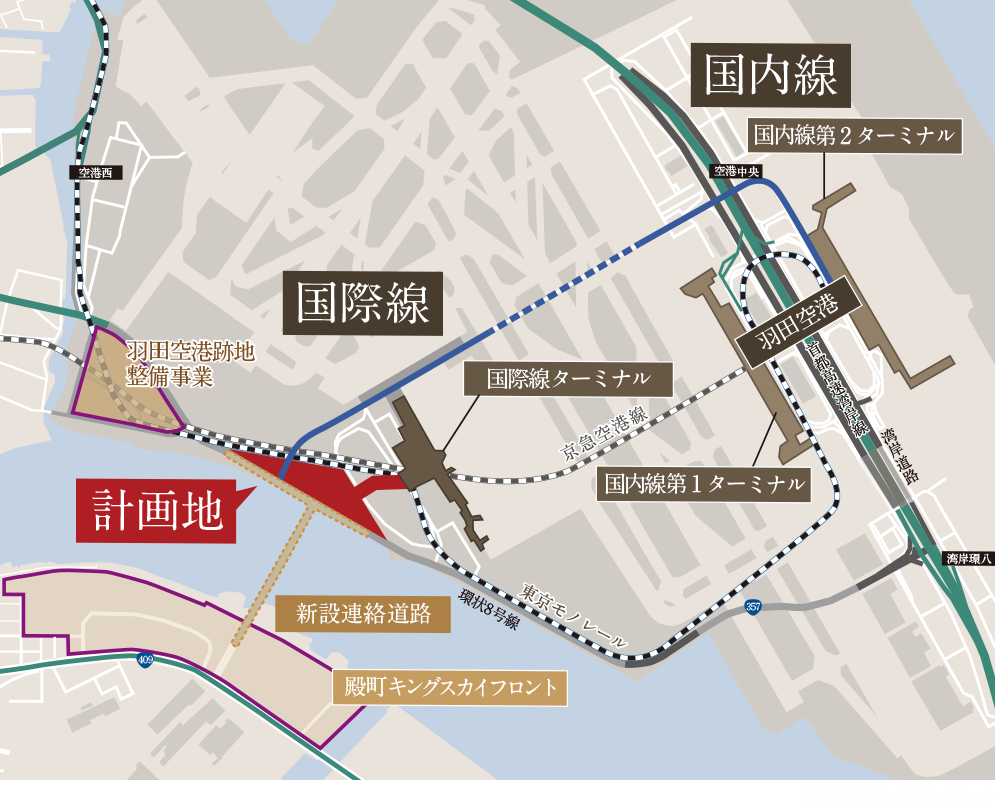 国内線
国内線第2ターミナル
空港中央
空港西
国際線
羽田空港
羽田空港跡地
整備事業
首都高速湾岸線
国際線ターミナル
京急空港線
湾岸道路
国内線第1ターミナル
計画地
湾岸環八
東京モノレール
環状8号線
357
新設連絡道路
409
殿町キングスカイフロント